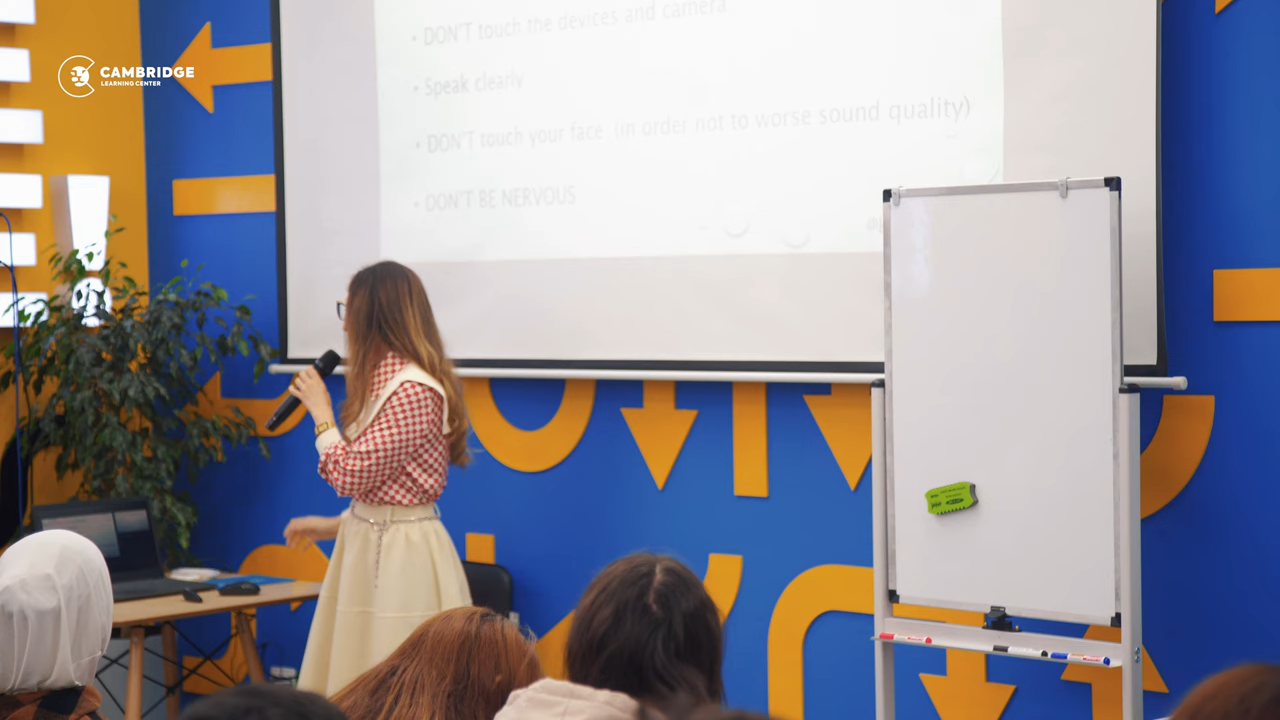 CAMBRIDGE
LEARNING CENTER
• DON'T touch the devices and camera
• Speak clearly
• DON'T touch your face (in order not to worse sound quality)
• DON'T BE NERVOUS